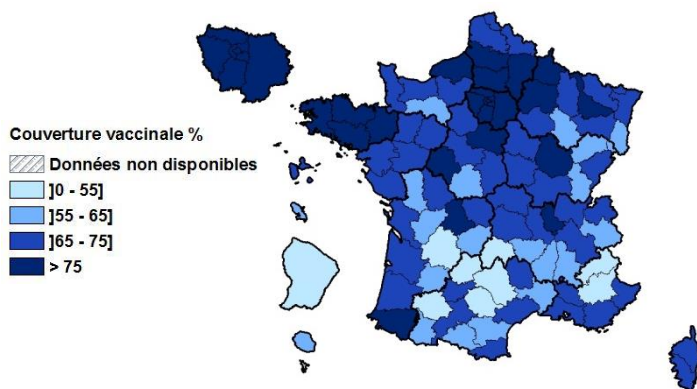 Couverture vaccinale %
Données non disponibles
]0 - 55]
]55 - 65]
]65 - 75]
> 75